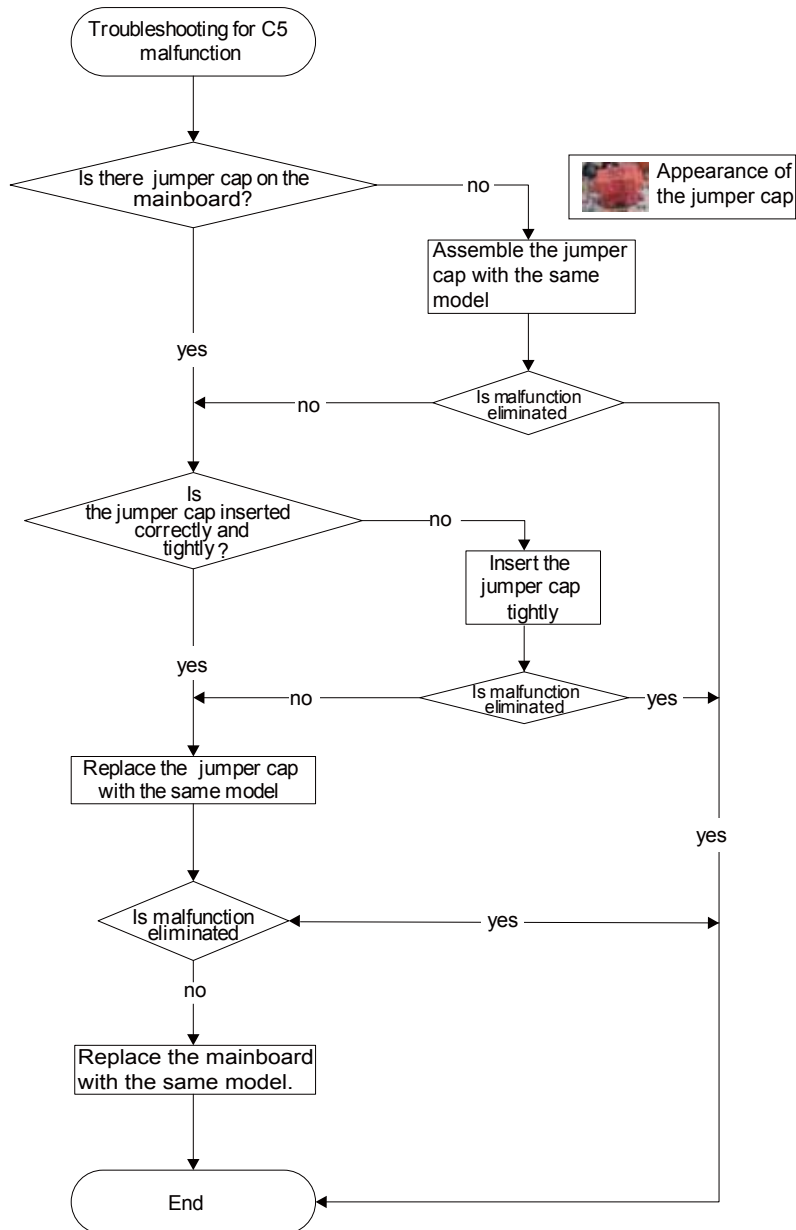 Troubleshooting for C5
malfunction
Is there jumper cap on the
mainboard?
no
Appearance of
the jumper cap
Assemble the jumper
cap with the same
model
yes
no
Is malfunction
eliminated
Is
the jumper cap inserted
correctly and
tightly?
no
Insert the
jumper cap
tightly
yes
no
Is malfunction
eliminated
yes
Replace the jumper cap
with the same model
yes
Is malfunction
eliminated
yes
no
Replace the mainboard
with the same model.
End